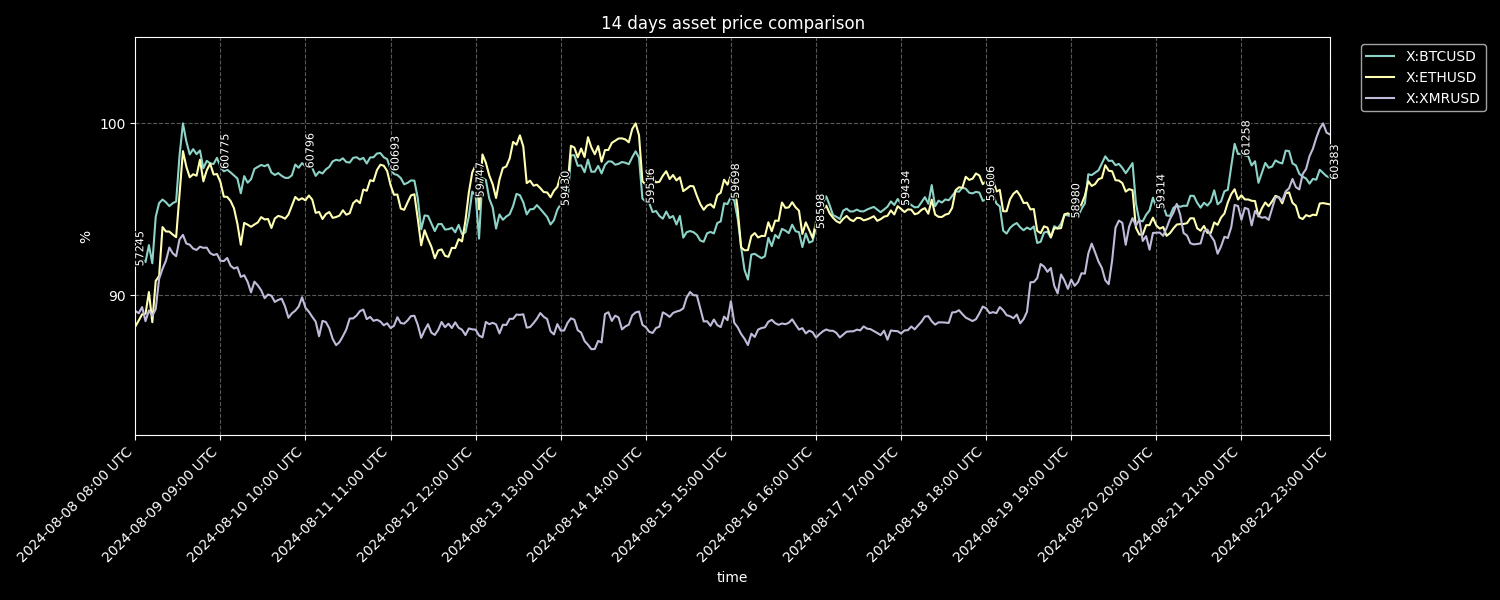 14 days asset price comparison
X:BTCUSD
X:ETHUSD
X:XMRUSD
100
90
%
57245
60775
60796
60693
59747
59430
59516
59698
58598
59434
59606
58980
59314
61258
60383
2024-08-08 08:00 UTC
2024-08-09 09:00 UTC
2024-08-10 10:00 UTC
2024-08-11 11:00 UTC
2024-08-12 12:00 UTC
2024-08-13 13:00 UTC
2024-08-14 14:00 UTC
2024-08-15 15:00 UTC
2024-08-16 16:00 UTC
2024-08-17 17:00 UTC
2024-08-18 18:00 UTC
2024-08-19 19:00 UTC
2024-08-20 20:00 UTC
2024-08-21 21:00 UTC
2024-08-22 23:00 UTC
time